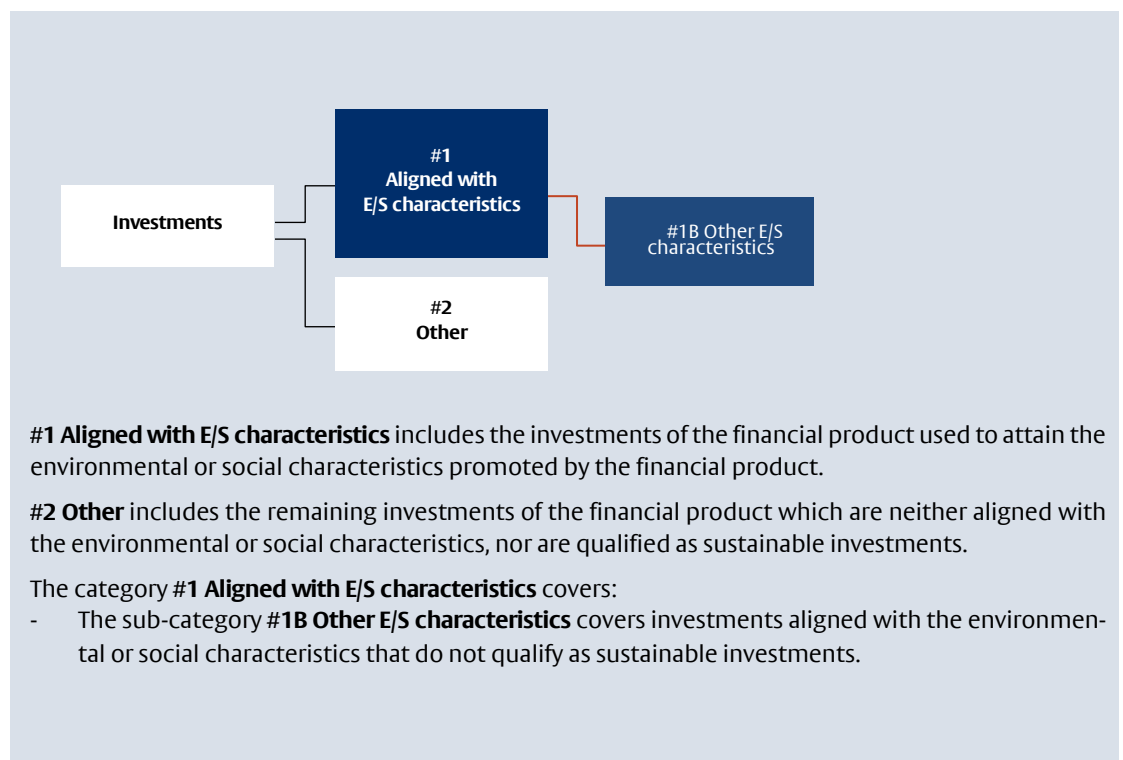 #1
Aligned with
E/S characteristics
Investments
#1B Other E/S
characteristics
#2
Other
#1 Aligned with E/S characteristics includes the investments of the financial product used to attain the
environmental or social characteristics promoted by the financial product.
#2 Other includes the remaining investments of the financial product which are neither aligned with
the environmental or social characteristics, nor are qualified as sustainable investments.
The category #1 Aligned with E/S characteristics covers:
- The sub-category #1B Other E/S characteristics covers investments aligned with the environmen-
tal or social characteristics that do not qualify as sustainable investments.